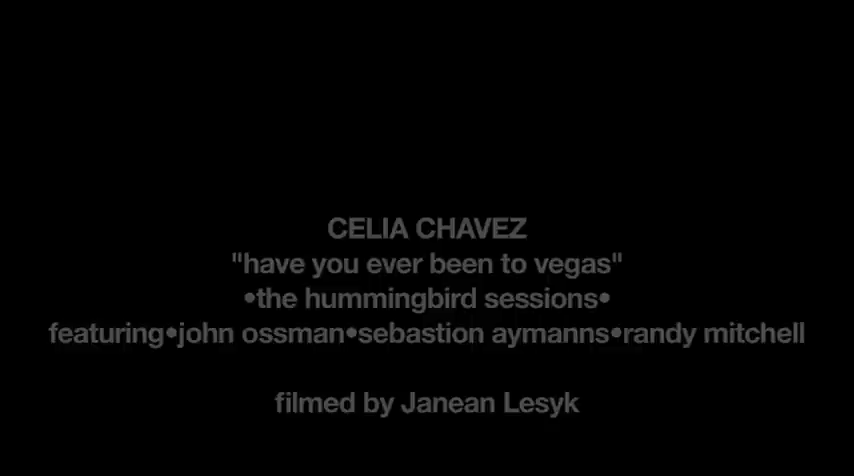 CELIA CHAVEZ
"have you ever been to vegas"
•the hummingbird sessions•
featuring•john ossman•sebastion aymanns•randy mitchell
filmed by Janean Lesyk